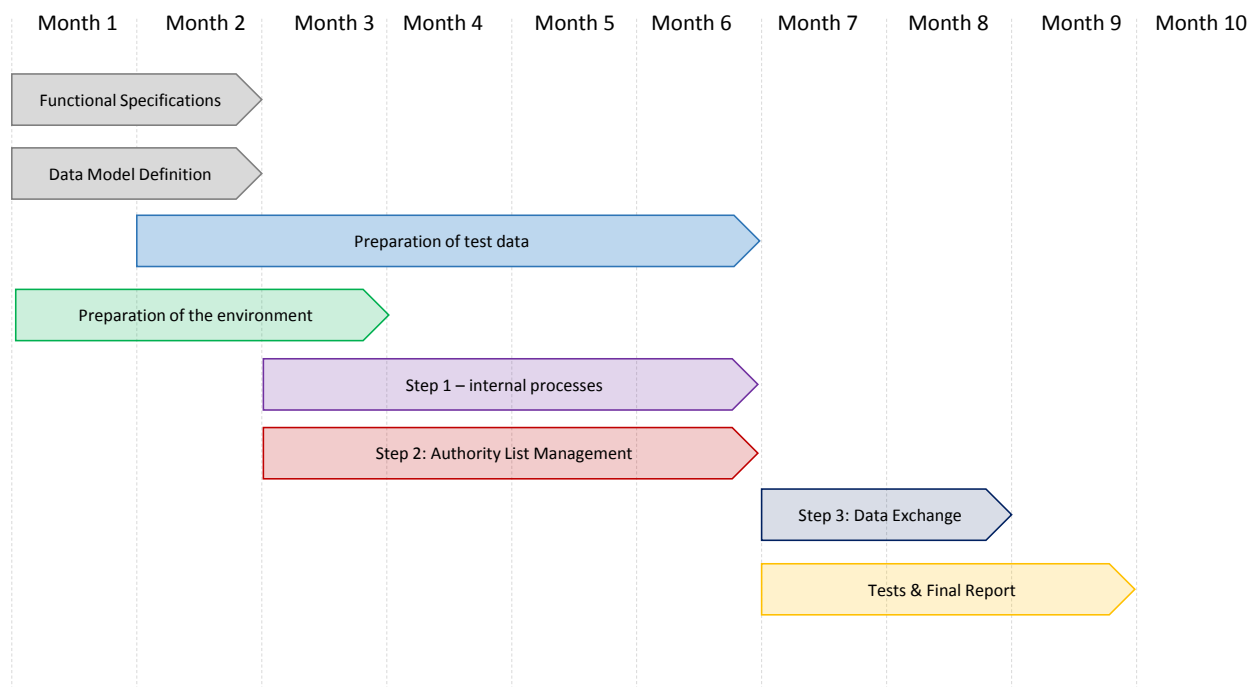 Month 1 Month 2 Month 3 Month 4 Month 5 Month 6 Month 7 Month 8 Month 9 Month 10
Functional Specifications
Data Model Definition
Preparation of test data
Preparation of the environment
Step 1 – internal processes
Step 2: Authority List Management
Step 3: Data Exchange
Tests & Final Report